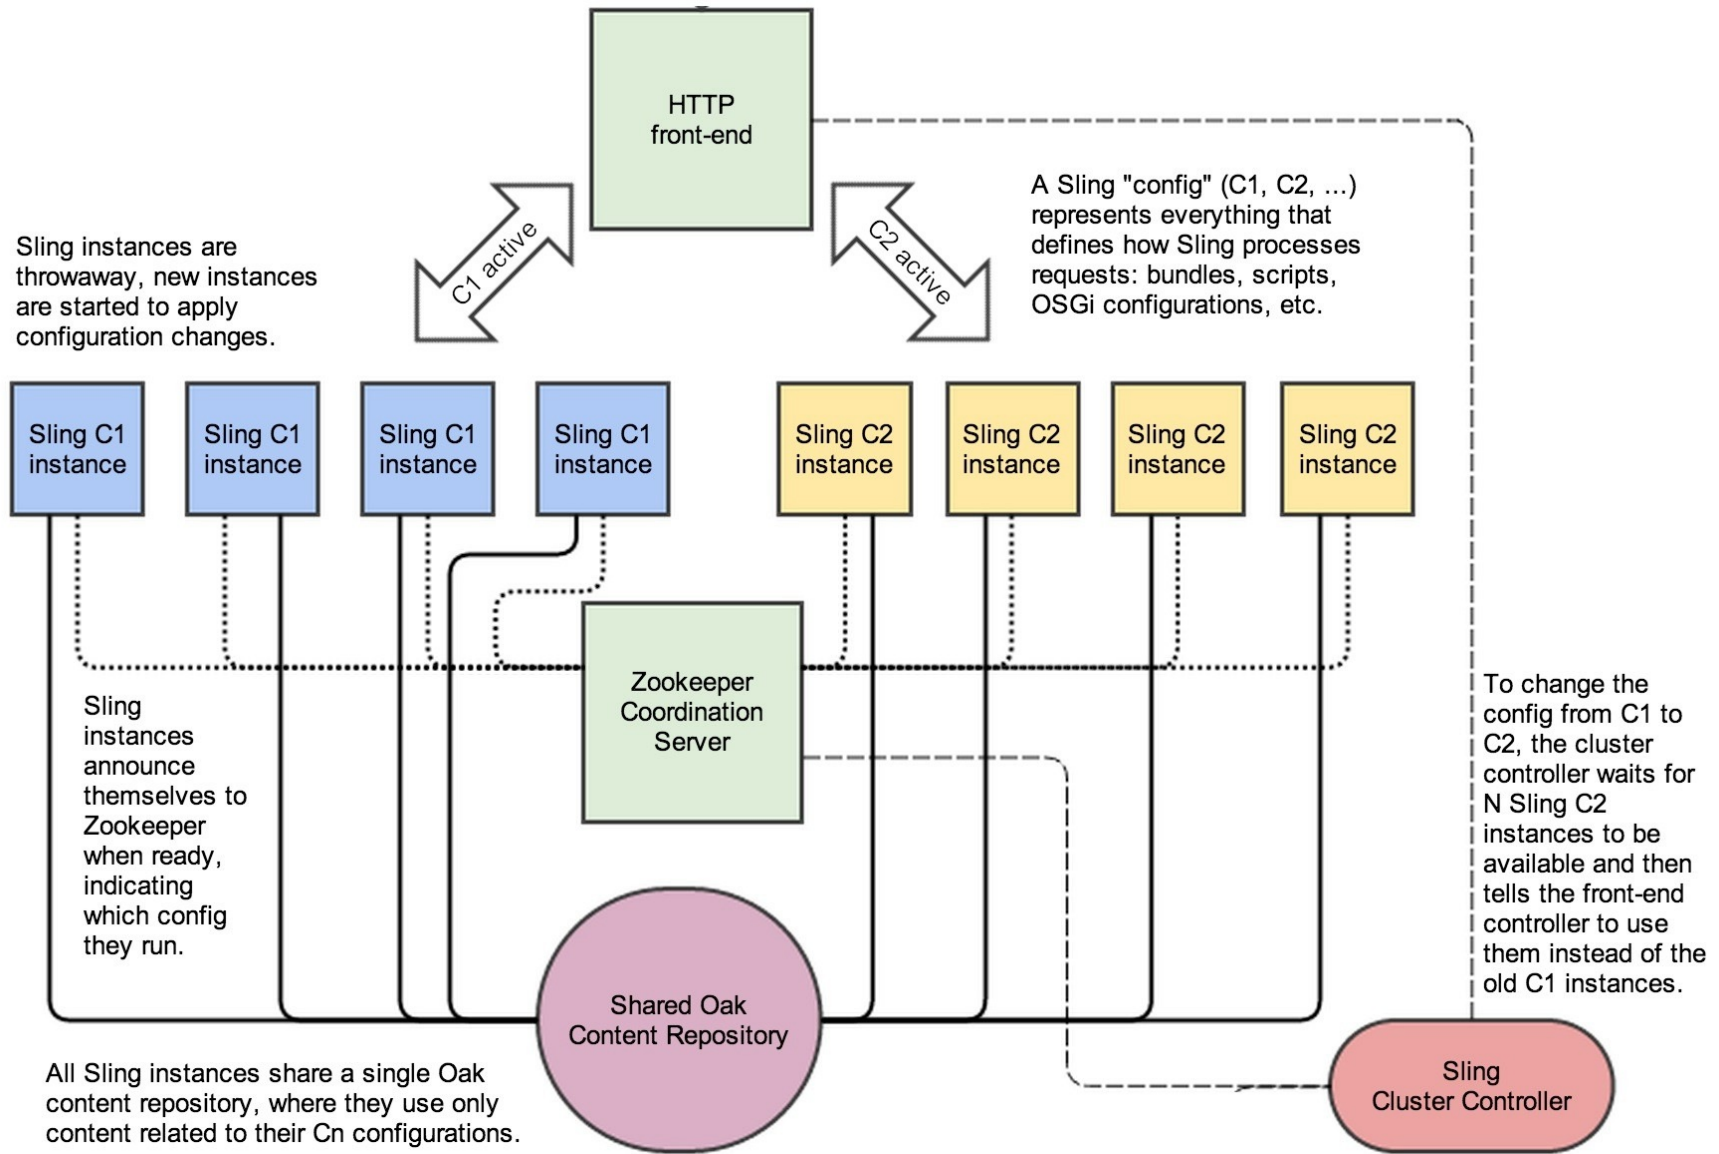 HTTP
front-end
A Sling "config" (C1, C2, ...)
represents everything that
defines how Sling processes
requests: bundles, scripts,
OSGi configurations, etc.
Sling instances are
throwaway, new instances
are started to apply
configuration changes.
C1 active
C2 active
Sling C1
instance
Sling C1
instance
Sling C1
instance
Sling C1
instance
Sling C2
instance
Sling C2
instance
Sling C2
instance
Sling C2
instance
Zookeeper
Coordination
Server
Sling
instances
announce
themselves to
Zookeeper
when ready,
indicating
which config
they run.
To change the
config from C1 to
C2, the cluster
controller waits for
N Sling C2
instances to be
available and then
tells the front-end
controller to use
them instead of the
old C1 instances.
Shared Oak
Content Repository
Sling
Cluster Controller
All Sling instances share a single Oak
content repository, where they use only
content related to their Cn configurations.